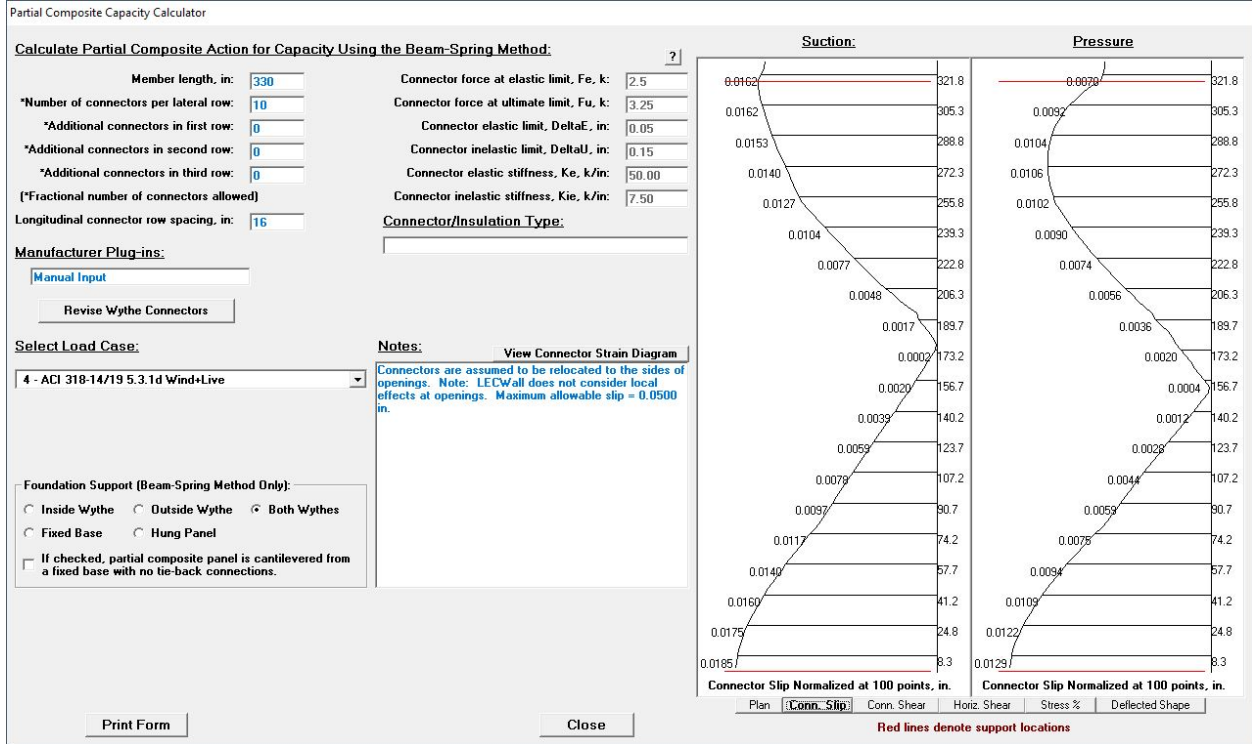 Partial Composite Capacity Calculator
Calculate Partial Composite Action for Capacity Using the Beam-Spring Method:
?
Member length, in: 330
*Number of connectors per lateral row: 10
*Additional connectors in first row: 0
*Additional connectors in second row: 0
*Additional connectors in third row: 0
(*Fractional number of connectors allowed)
Longitudinal connector row spacing, in: 16
Connector force at elastic limit, Fe, k: 2.5
Connector force at ultimate limit, Fu, k: 3.25
Connector elastic limit, DeltaE, in: 0.05
Connector inelastic limit, DeltaU, in: 0.15
Connector elastic stiffness, Ke, k/in: 50.00
Connector inelastic stiffness, Kie, k/in: 7.50
Connector/Insulation Type:
Manufacturer Plug-ins:
Manual Input
Revise Wythe Connectors
Select Load Case:
4 - ACI 318-14/19 5.3.1d Wind+Live
Notes:
View Connector Strain Diagram
Connectors are assumed to be relocated to the sides of
openings. Note: LECWall does not consider local
effects at openings. Maximum allowable slip = 0.0500
in.
Foundation Support (Beam-Spring Method Only):
Inside Wythe Outside Wythe Both Wythes
Fixed Base Hung Panel
If checked, partial composite panel is cantilevered from
a fixed base with no tie-back connections.
Print Form
Close
Suction:
0.0162 321.8
0.0162 305.3
0.0153 288.8
0.0140 272.3
0.0127 255.8
0.0104 239.3
0.0077 222.8
0.0048 206.3
0.0017 189.7
0.0002 173.2
0.0020 156.7
0.0039 140.2
0.0059 123.7
0.0078 107.2
0.0097 90.7
0.0117 74.2
0.0140 57.7
0.0160 41.2
0.0175 24.8
0.0185 8.3
Connector Slip Normalized at 100 points, in.
Pressure
0.0070 321.8
0.0092 305.3
0.0104 288.8
0.0106 272.3
0.0102 255.8
0.0090 239.3
0.0074 222.8
0.0056 206.3
0.0036 189.7
0.0020 173.2
0.0004 156.7
0.0012 140.2
0.0028 123.7
0.0044 107.2
0.0059 90.7
0.0075 74.2
0.0094 57.7
0.0109 41.2
0.0122 24.8
0.0129 8.3
Connector Slip Normalized at 100 points, in.
Plan Conn. Slip Conn. Shear Horiz. Shear Stress % Deflected Shape
Red lines denote support locations